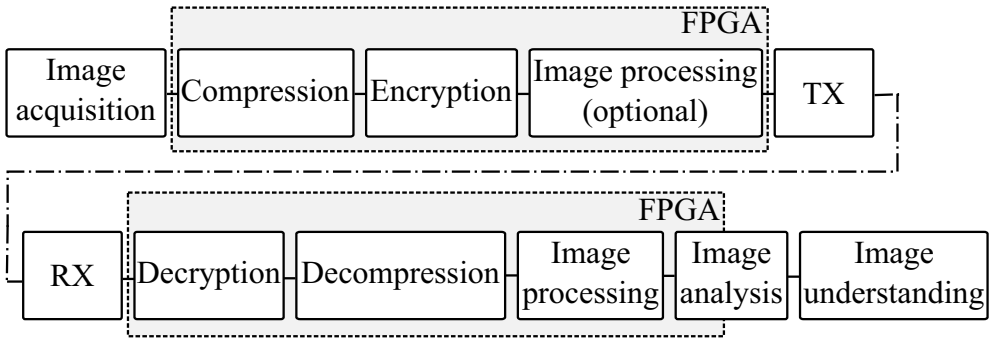 FPGA
Image
acquisition
Compression
Encryption
Image processing
(optional)
TX
FPGA
RX
Decryption
Decompression
Image
processing
Image
analysis
Image
understanding